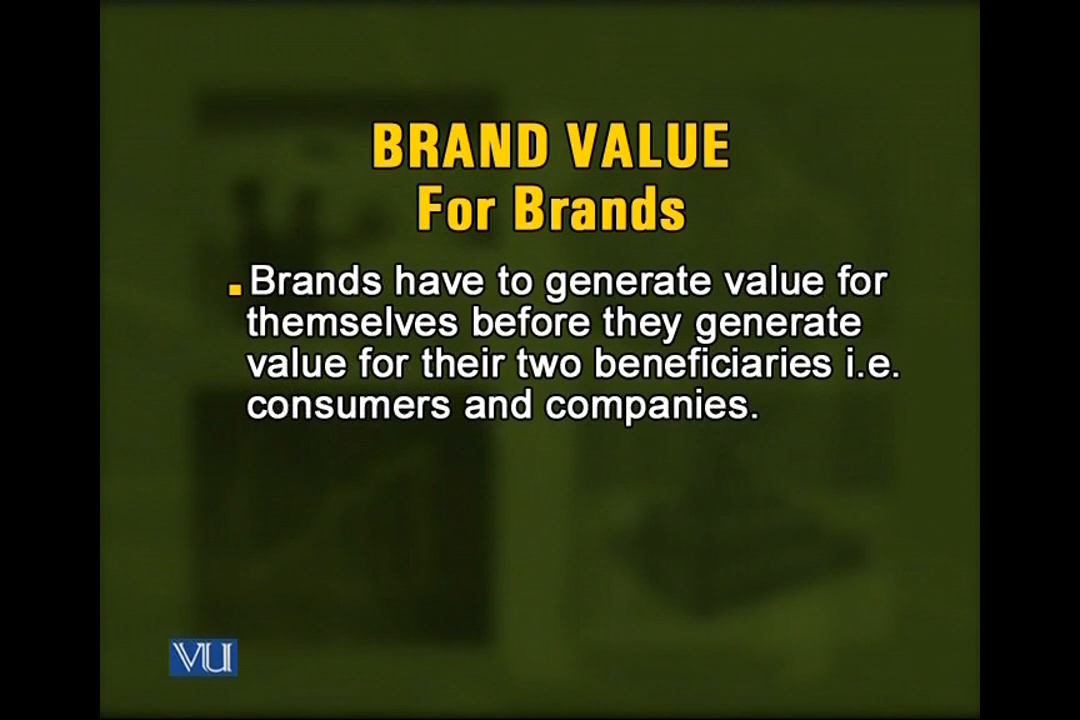 BRAND VALUE
For Brands
Brands have to generate value for
themselves before they generate
value for their two beneficiaries i.e.
consumers and companies.
VU